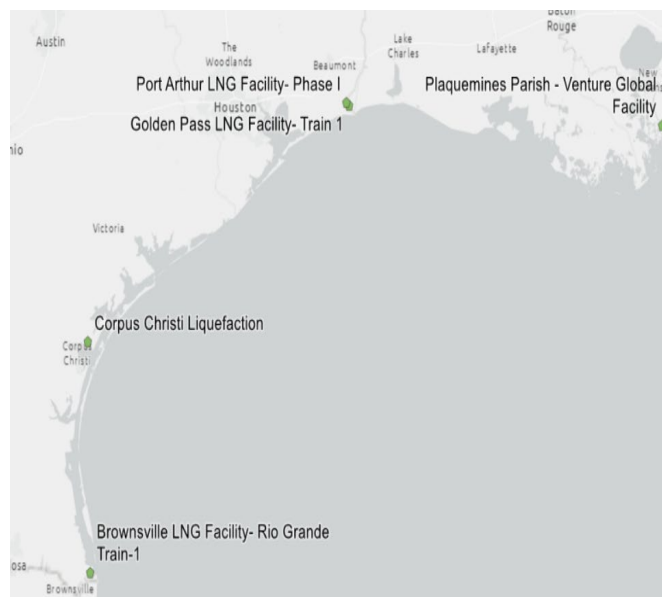 Austin
The
Woodlands
Beaumont
Lake
Charles
Lafayette
Baton
Rouge
Port Arthur LNG Facility- Phase I
Houston
Golden Pass LNG Facility- Train 1
Plaquemines Parish - Venture Global
Facility
New
Victoria
Corpus Christi Liquefaction
Corpus
Christi
Brownsville LNG Facility- Rio Grande
Train-1
Brownsville